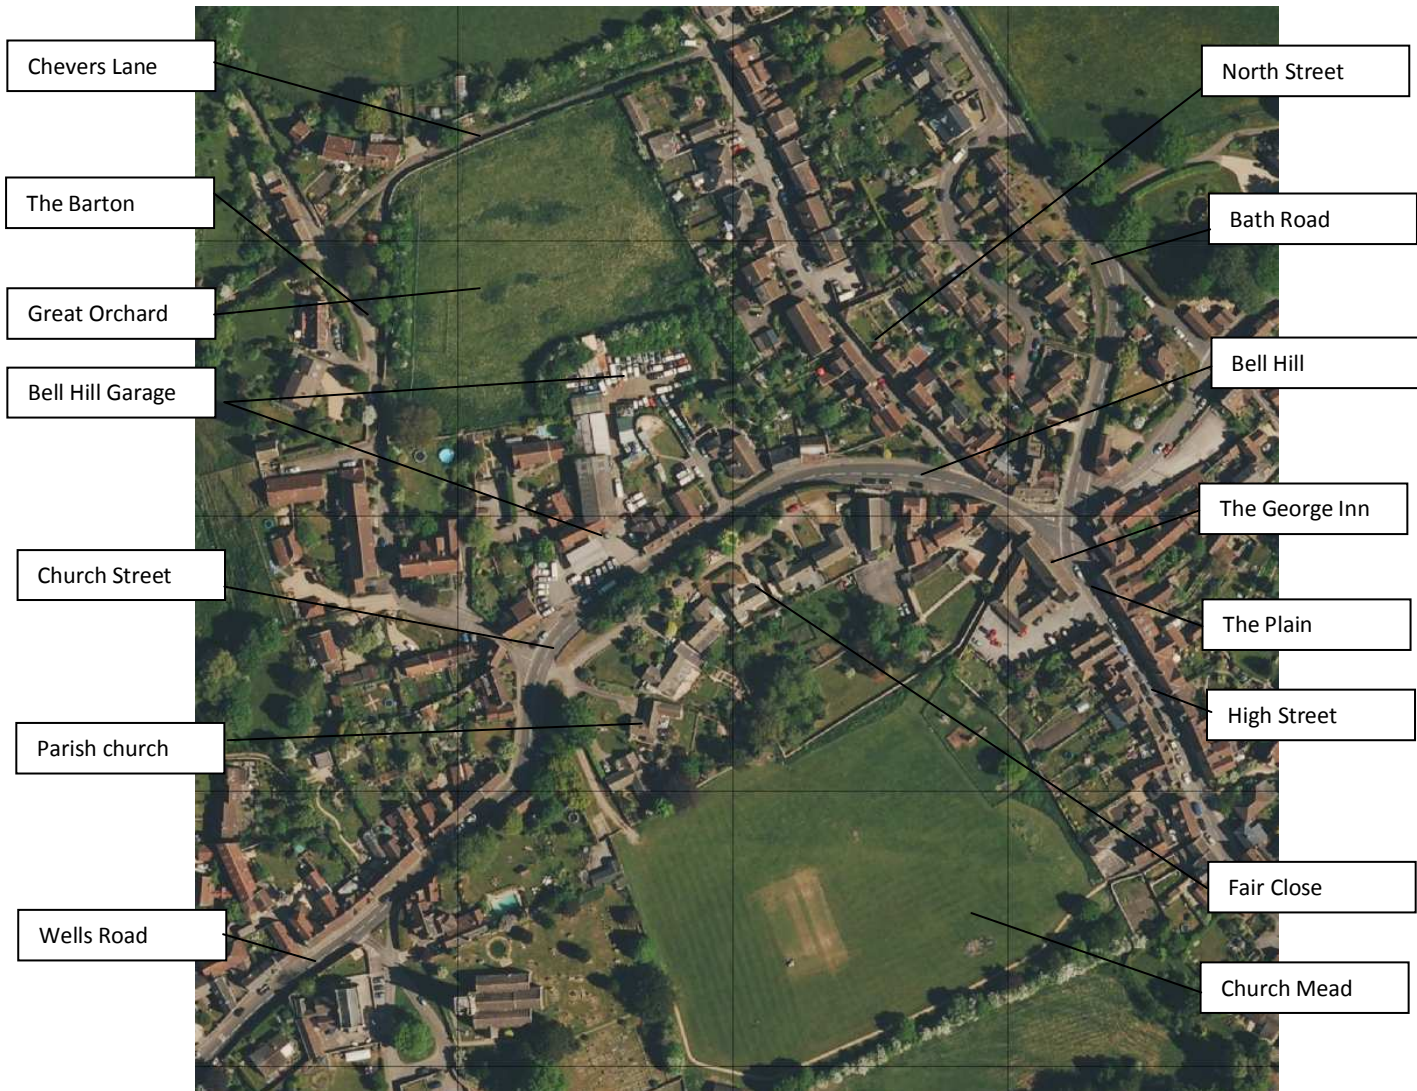 Chevers Lane
The Barton
Great Orchard
Bell Hill Garage
Church Street
Parish church
Wells Road
North Street
Bath Road
Bell Hill
The George Inn
The Plain
High Street
Fair Close
Church Mead